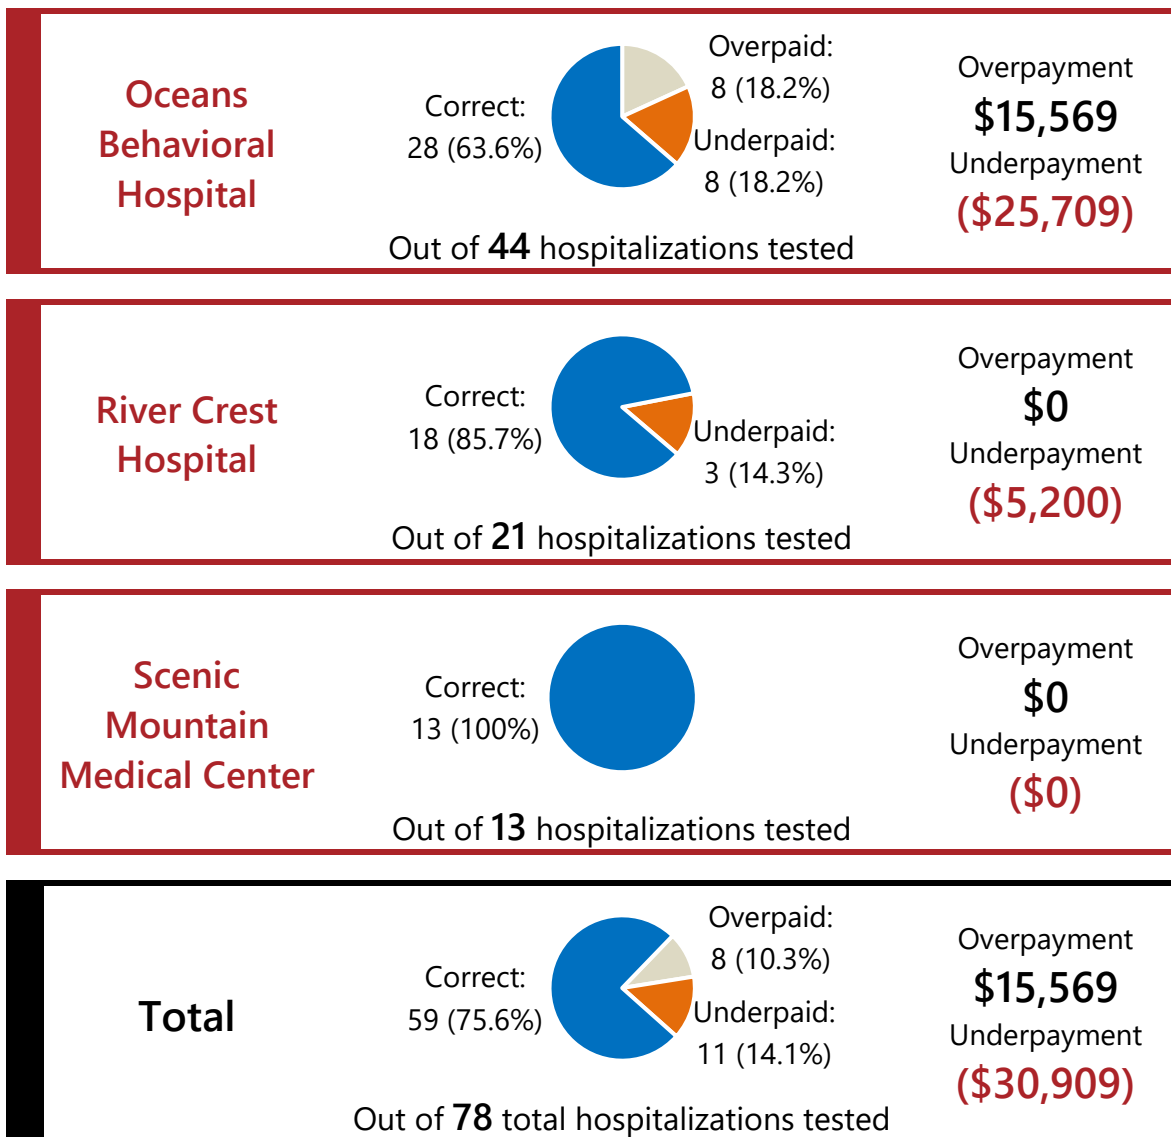 Oceans
Behavioral
Hospital
Correct:
28 (63.6%)
Overpaid:
8 (18.2%)
Underpaid:
8 (18.2%)
Out of 44 hospitalizations tested
Overpayment
$15,569
Underpayment
($25,709)
River Crest
Hospital
Correct:
18 (85.7%)
Underpaid:
3 (14.3%)
Out of 21 hospitalizations tested
Overpayment
$0
Underpayment
($5,200)
Scenic
Mountain
Medical Center
Correct:
13 (100%)
Out of 13 hospitalizations tested
Overpayment
$0
Underpayment
($0)
Total
Correct:
59 (75.6%)
Overpaid:
8 (10.3%)
Underpaid:
11 (14.1%)
Out of 78 total hospitalizations tested
Overpayment
$15,569
Underpayment
($30,909)